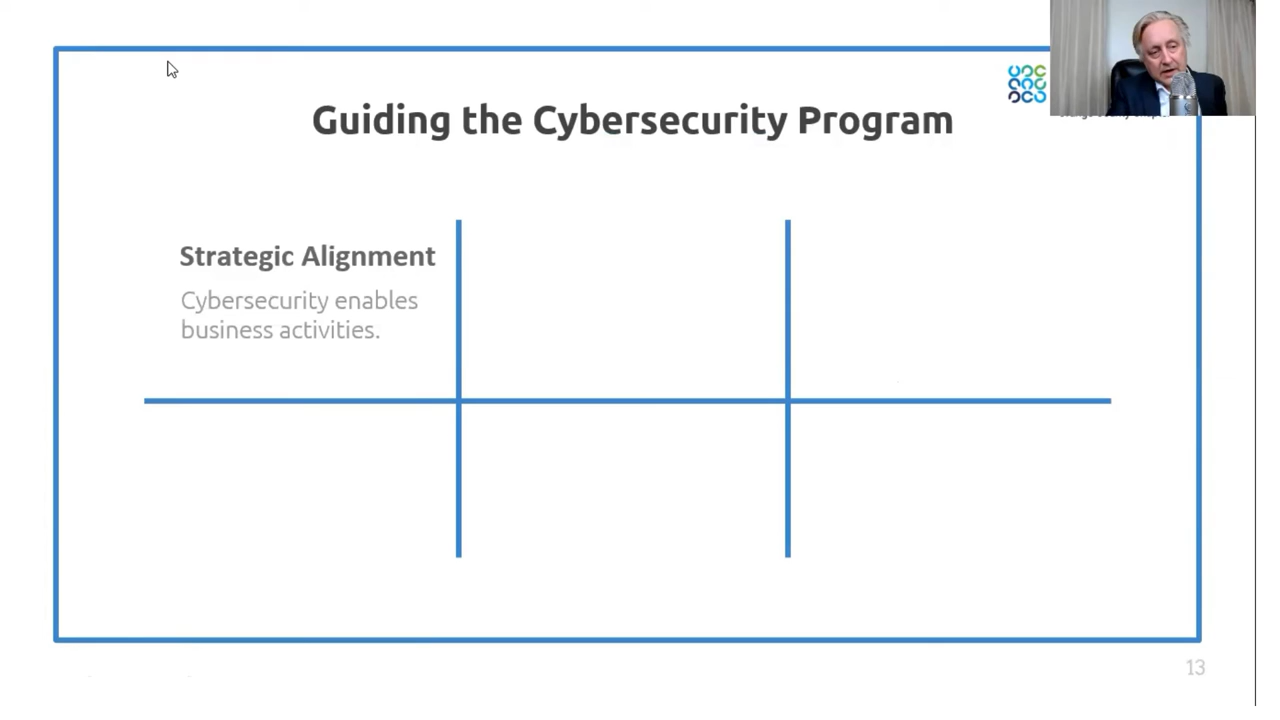 Guiding the Cybersecurity Program
Strategic Alignment
Cybersecurity enables
business activities.
13